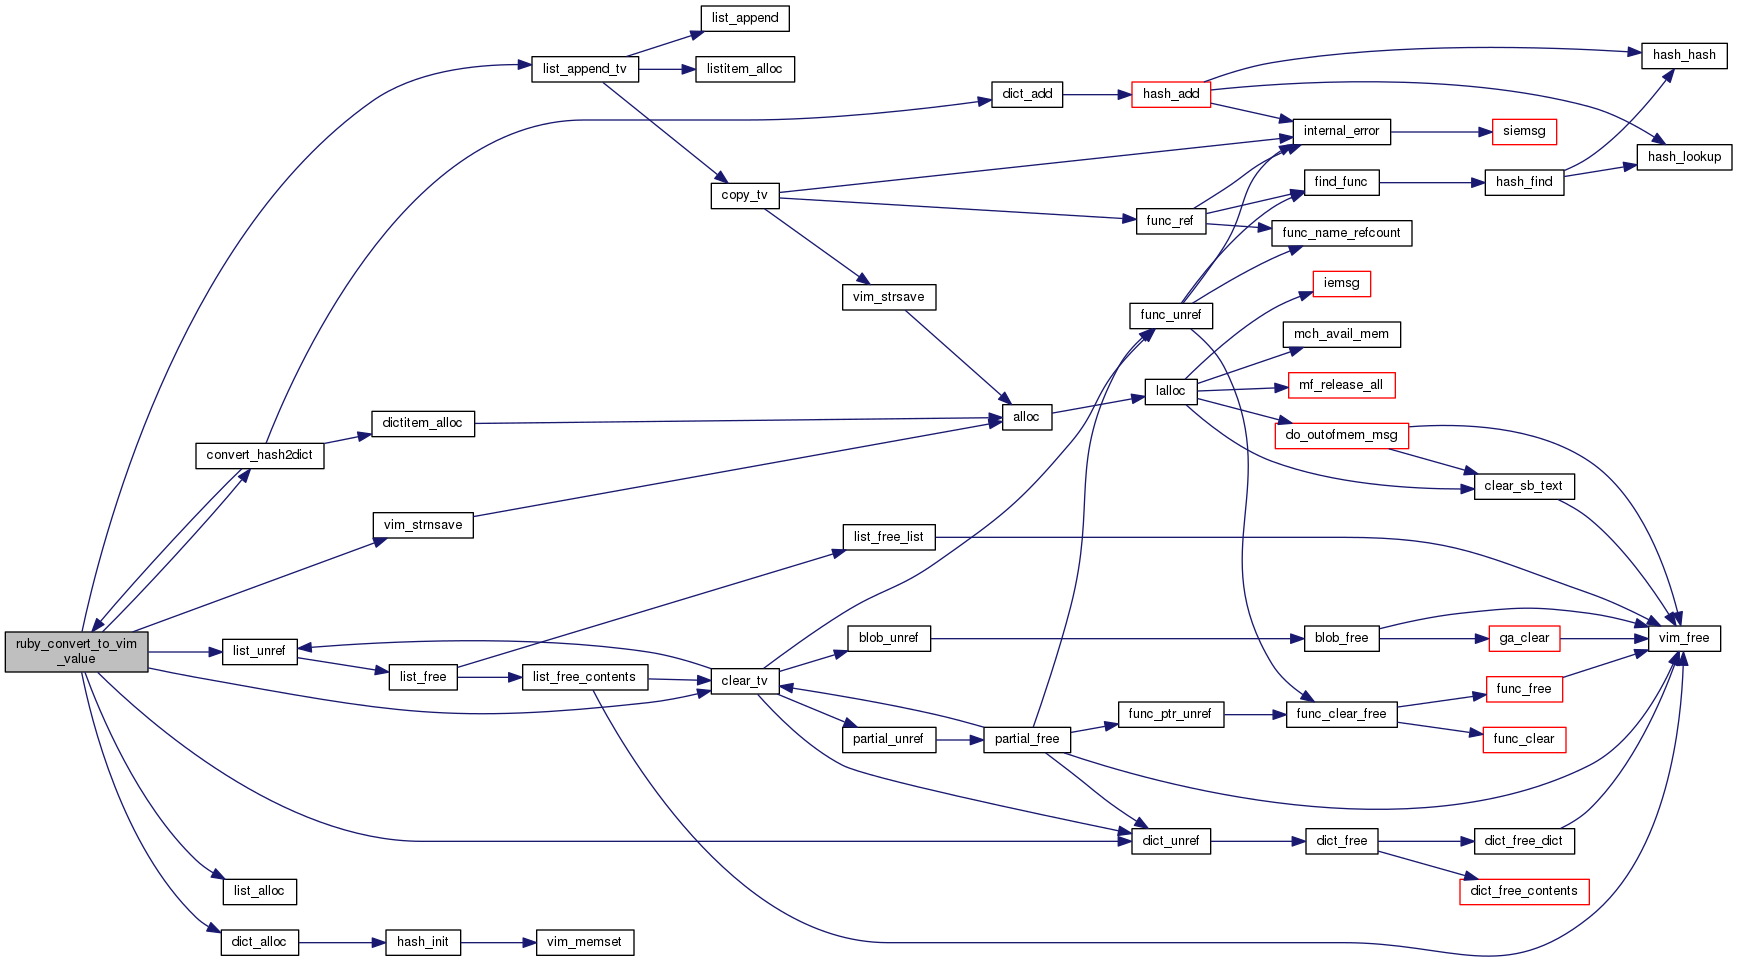 list_append
list_append_tv
listitem_alloc
hash_hash
dict_add
hash_add
internal_error
siemsg
hash_lookup
copy_tv
find_func
hash_find
func_ref
func_name_refcount
vim_strsave
iemsg
func_unref
mch_avail_mem
lalloc
mf_release_all
dictitem_alloc
alloc
do_outofmem_msg
convert_hash2dict
clear_sb_text
vim_strnsave
list_free_list
ruby_convert_to_vim
_value
list_unref
blob_unref
blob_free
ga_clear
vim_free
list_free
list_free_contents
clear_tv
func_free
func_ptr_unref
func_clear_free
partial_unref
partial_free
func_clear
dict_unref
dict_free
dict_free_dict
list_alloc
dict_free_contents
dict_alloc
hash_init
vim_memset